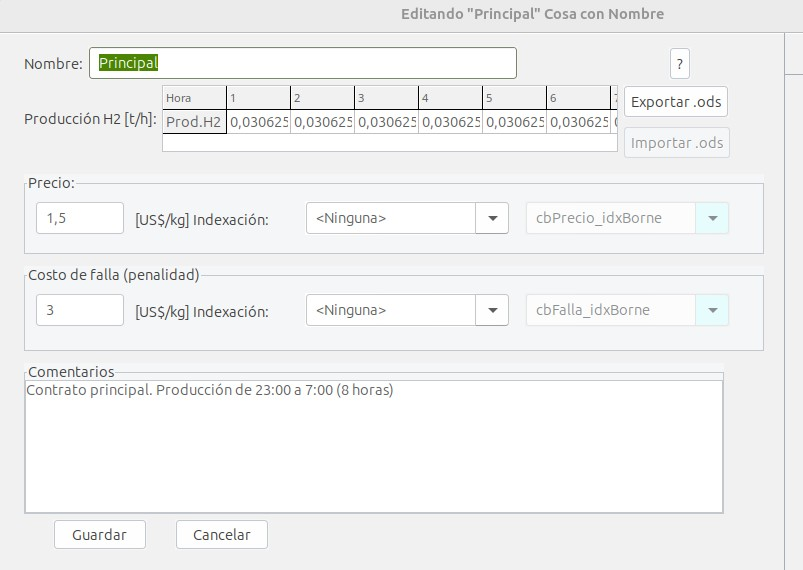 Editando "Principal" Cosa con Nombre
Nombre: Principal ?
Hora 1 2 3 4 5 6 7
Exportar .ods
Producción H2 [t/h]: Prod.H2 0,030625 0,030625 0,030625 0,030625 0,030625 0,030625
Importar .ods
Precio:
1,5 [US$/kg] Indexación: <Ninguna> cbPrecio_idxBorne
Costo de falla (penalidad)
3 [US$/kg] Indexación: <Ninguna> cbFalla_idxBorne
Comentarios
Contrato principal. Producción de 23:00 a 7:00 (8 horas)
Guardar Cancelar